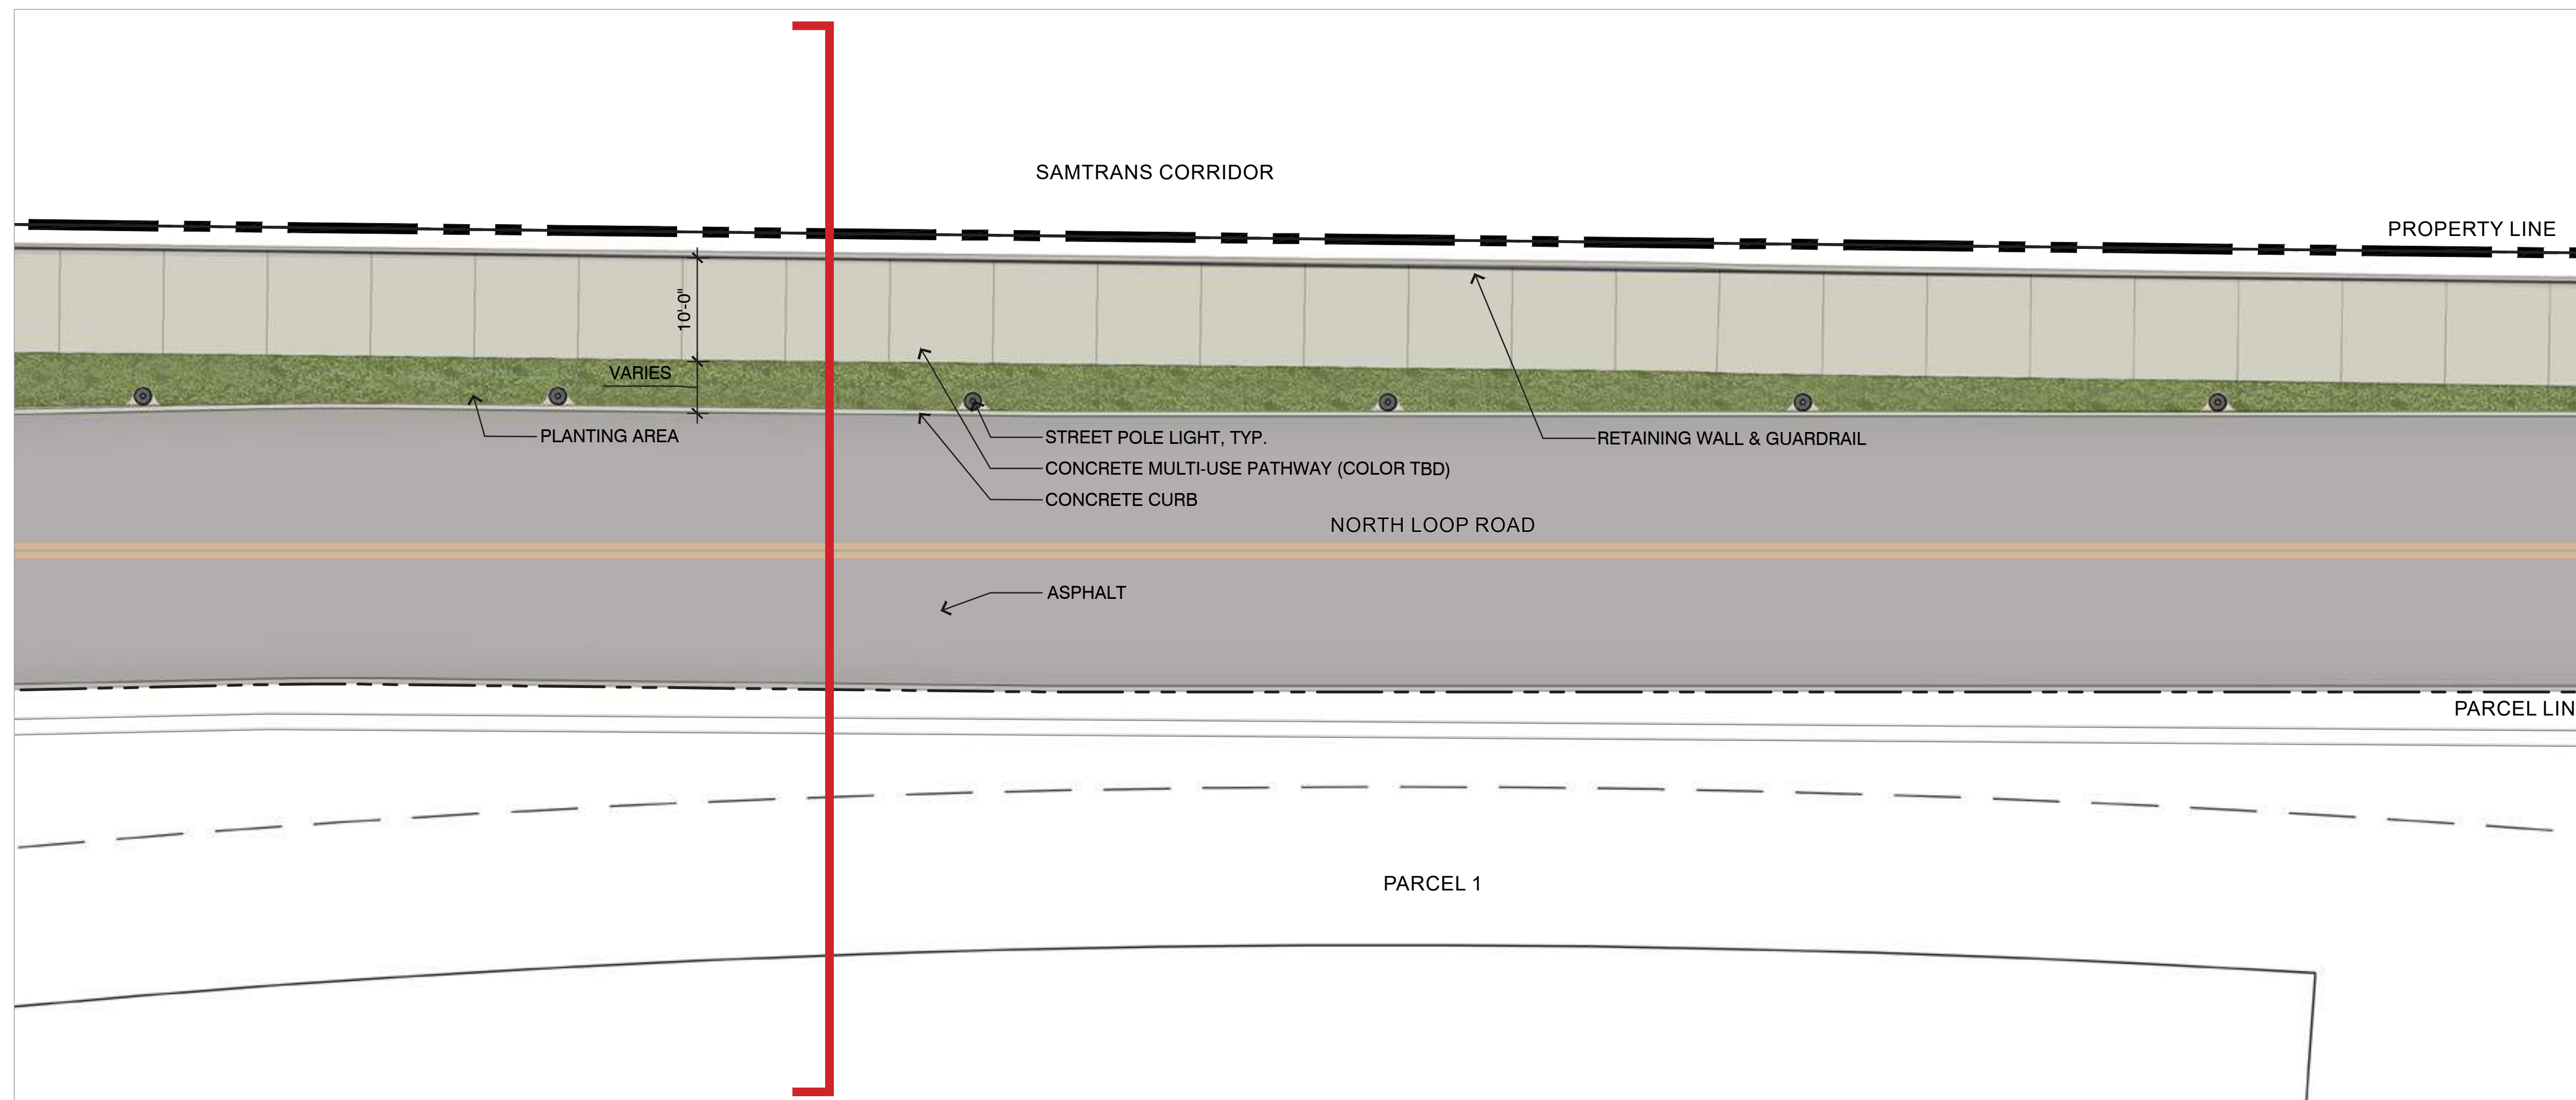 SAMTRANS CORRIDOR
PROPERTY LINE
10'-0"
VARIES
PLANTING AREA
STREET POLE LIGHT, TYP.
RETAINING WALL & GUARDRAIL
CONCRETE MULTI-USE PATHWAY (COLOR TBD)
CONCRETE CURB
NORTH LOOP ROAD
ASPHALT
PARCEL LIN
PARCEL 1